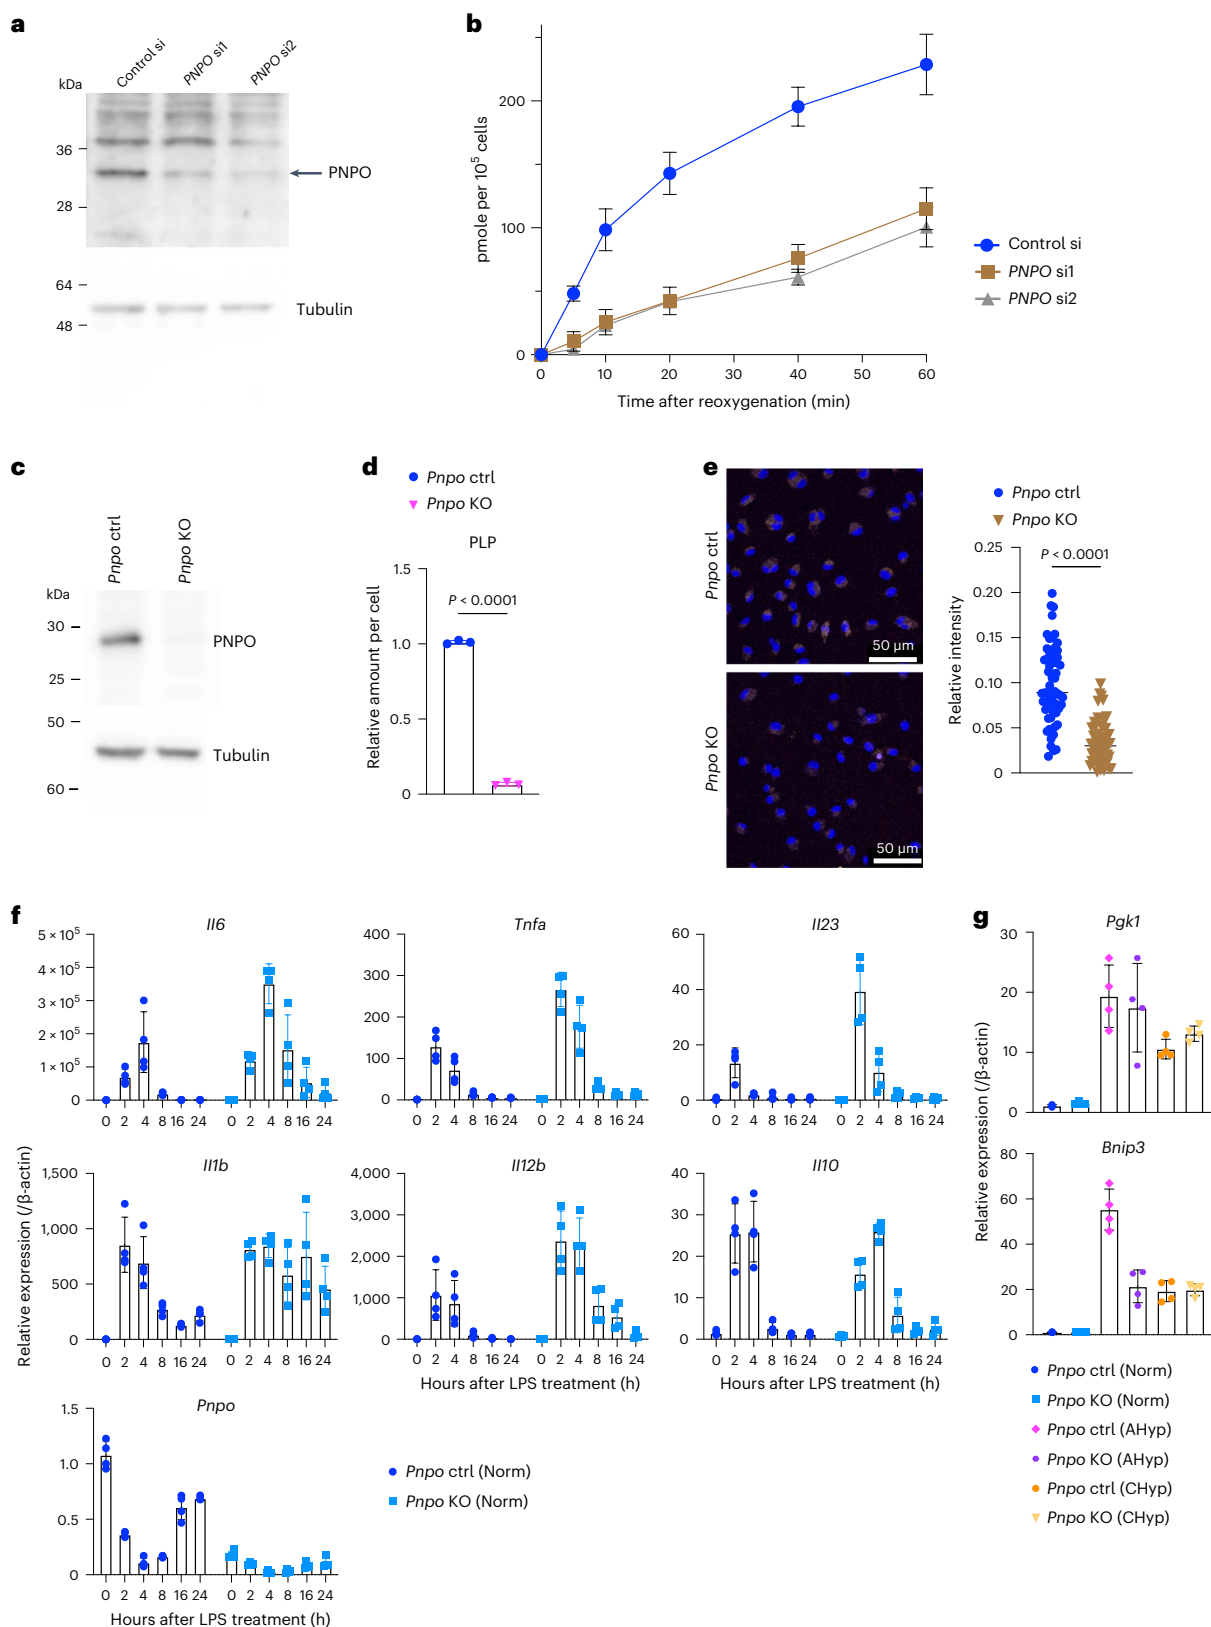 a
Control si
PNPO si1
PNPO si2
kDa
36
28
PNPO
64
48
Tubulin
b
pmole per 10⁵ cells
200
100
0
0 10 20 30 40 60
Time after reoxygenation (min)
Control si
PNPO si1
PNPO si2
c
Pnpo ctrl
Pnpo KO
kDa
30
25
PNPO
50
60
Tubulin
d
Pnpo ctrl
Pnpo KO
PLP
P < 0.0001
Relative amount per cell
1.5
1.0
0.5
0
e
Pnpo ctrl
50 µm
Pnpo KO
50 µm
Pnpo ctrl
Pnpo KO
P < 0.0001
Relative intensity
0.25
0.20
0.15
0.10
0.05
0
f
Relative expression (/β-actin)
Il6
5 × 10⁵
4 × 10⁵
3 × 10⁵
2 × 10⁵
1 × 10⁵
0
0 2 4 8 16 24 0 2 4 8 16 24
Tnfa
400
300
200
100
0
0 2 4 8 16 24 0 2 4 8 16 24
Il23
60
40
20
0
0 2 4 8 16 24 0 2 4 8 16 24
Il1b
1,500
1,000
500
0
0 2 4 8 16 24 0 2 4 8 16 24
Il12b
4,000
3,000
2,000
1,000
0
0 2 4 8 16 24 0 2 4 8 16 24
Hours after LPS treatment (h)
Il10
40
30
20
10
0
0 2 4 8 16 24 0 2 4 8 16 24
Hours after LPS treatment (h)
Pnpo
1.5
1.0
0.5
0
0 2 4 8 16 24 0 2 4 8 16 24
Hours after LPS treatment (h)
Pnpo ctrl (Norm)
Pnpo KO (Norm)
g
Relative expression (/β-actin)
Pgk1
30
20
10
0
Bnip3
80
60
40
20
0
Pnpo ctrl (Norm)
Pnpo KO (Norm)
Pnpo ctrl (AHyp)
Pnpo KO (AHyp)
Pnpo ctrl (CHyp)
Pnpo KO (CHyp)